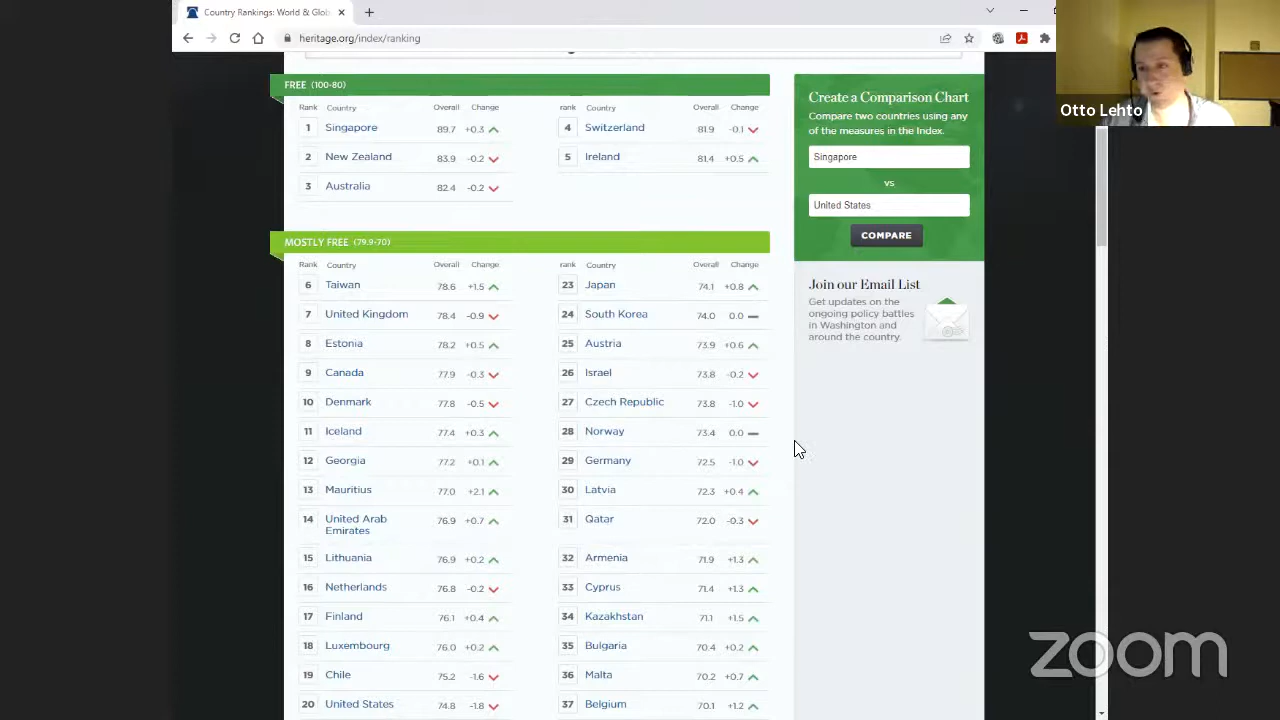 Country Rankings: World & Glob
heritage.org/index/ranking
Otto Lehto
FREE (100-80)
Rank Country Overall Change rank Country Overall Change
1 Singapore 89.7 +0.3 4 Switzerland 81.9 -0.1
2 New Zealand 83.9 -0.2 5 Ireland 81.4 +0.5
3 Australia 82.4 -0.2
MOSTLY FREE (79.9-70)
Rank Country Overall Change rank Country Overall Change
6 Taiwan 78.6 +1.5 23 Japan 74.1 +0.8
7 United Kingdom 78.4 -0.9 24 South Korea 74.0 0.0
8 Estonia 78.2 +0.5 25 Austria 73.9 +0.6
9 Canada 77.9 -0.3 26 Israel 73.8 -0.2
10 Denmark 77.8 -0.5 27 Czech Republic 73.8 -1.0
11 Iceland 77.4 +0.3 28 Norway 73.4 0.0
12 Georgia 77.2 +0.1 29 Germany 72.5 -1.0
13 Mauritius 77.0 +2.1 30 Latvia 72.3 +0.4
14 United Arab Emirates 76.9 +0.7 31 Qatar 72.0 -0.3
15 Lithuania 76.9 +0.2 32 Armenia 71.9 +1.3
16 Netherlands 76.8 -0.2 33 Cyprus 71.4 +1.3
17 Finland 76.1 +0.4 34 Kazakhstan 71.1 +1.5
18 Luxembourg 76.0 +0.2 35 Bulgaria 70.4 +0.2
19 Chile 75.2 -1.6 36 Malta 70.2 +0.7
20 United States 74.8 -1.8 37 Belgium 70.1 +1.2
Create a Comparison Chart
Compare two countries using any
of the measures in the Index.
Singapore
vs
United States
COMPARE
Join our Email List
Get updates on the
ongoing policy battles
in Washington and
around the country.
zoom